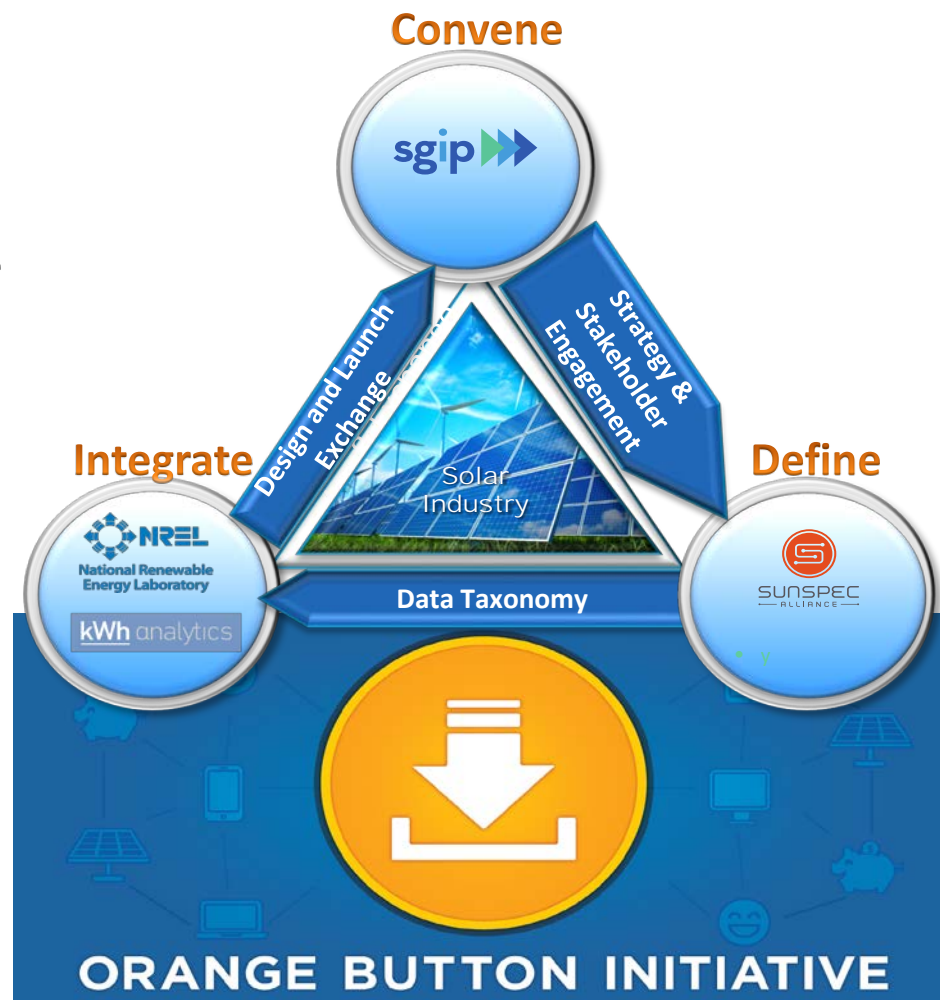 Convene
sgip
Design and Launch
Exchange
Strategy &
Stakeholder
Engagement
Solar
Industry
Integrate
Define
NREL
National Renewable
Energy Laboratory
kWh analytics
SUNSPEC
ALLIANCE
Data Taxonomy
ORANGE BUTTON INITIATIVE